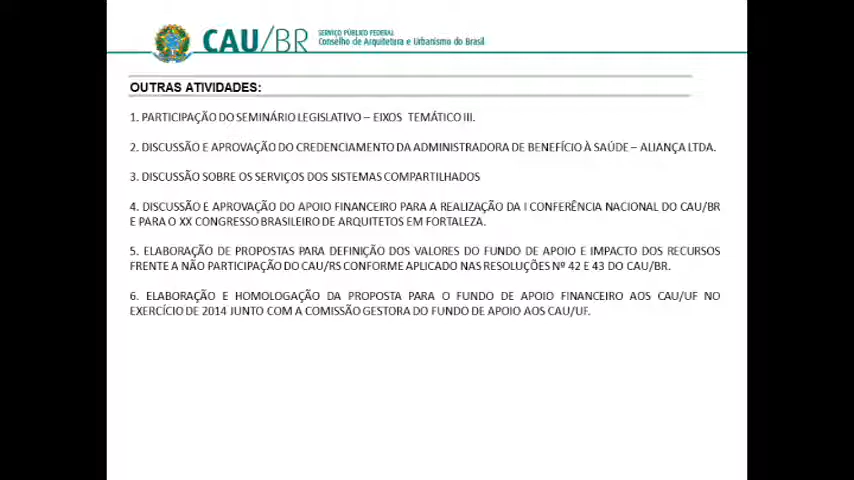 CAU/BR
SERVIÇO PÚBLICO FEDERAL
Conselho de Arquitetura e Urbanismo do Brasil
OUTRAS ATIVIDADES:
1. PARTICIPAÇÃO DO SEMINÁRIO LEGISLATIVO – EIXOS TEMÁTICO III.
2. DISCUSSÃO E APROVAÇÃO DO CREDENCIAMENTO DA ADMINISTRADORA DE BENEFÍCIO À SAÚDE – ALIANÇA LTDA.
3. DISCUSSÃO SOBRE OS SERVIÇOS DOS SISTEMAS COMPARTILHADOS
4. DISCUSSÃO E APROVAÇÃO DO APOIO FINANCEIRO PARA A REALIZAÇÃO DA I CONFERÊNCIA NACIONAL DO CAU/BR
E PARA O XX CONGRESSO BRASILEIRO DE ARQUITETOS EM FORTALEZA.
5. ELABORAÇÃO DE PROPOSTAS PARA DEFINIÇÃO DOS VALORES DO FUNDO DE APOIO E IMPACTO DOS RECURSOS
FRENTE A NÃO PARTICIPAÇÃO DO CAU/RS CONFORME APLICADO NAS RESOLUÇÕES Nº 42 E 43 DO CAU/BR.
6. ELABORAÇÃO E HOMOLOGAÇÃO DA PROPOSTA PARA O FUNDO DE APOIO FINANCEIRO AOS CAU/UF NO
EXERCÍCIO DE 2014 JUNTO COM A COMISSÃO GESTORA DO FUNDO DE APOIO AOS CAU/UF.